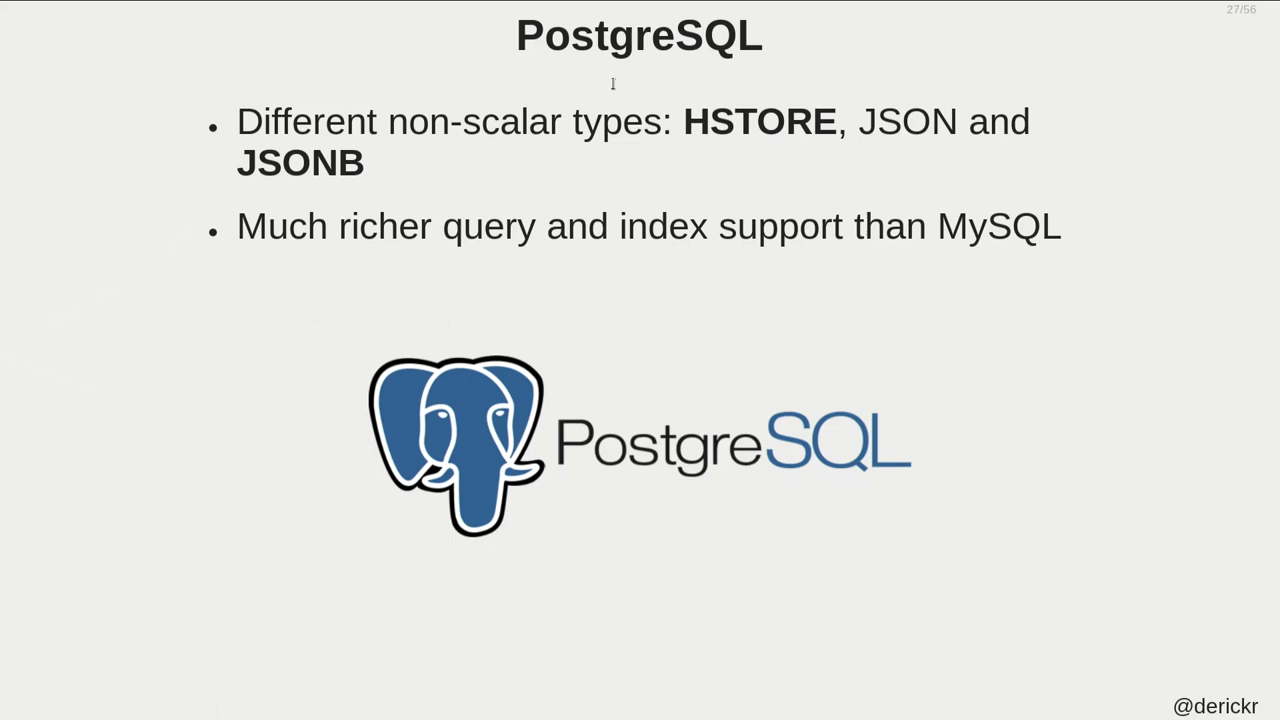 27/56
PostgreSQL
• Different non-scalar types: HSTORE, JSON and
JSONB
• Much richer query and index support than MySQL
PostgreSQL
@derickr